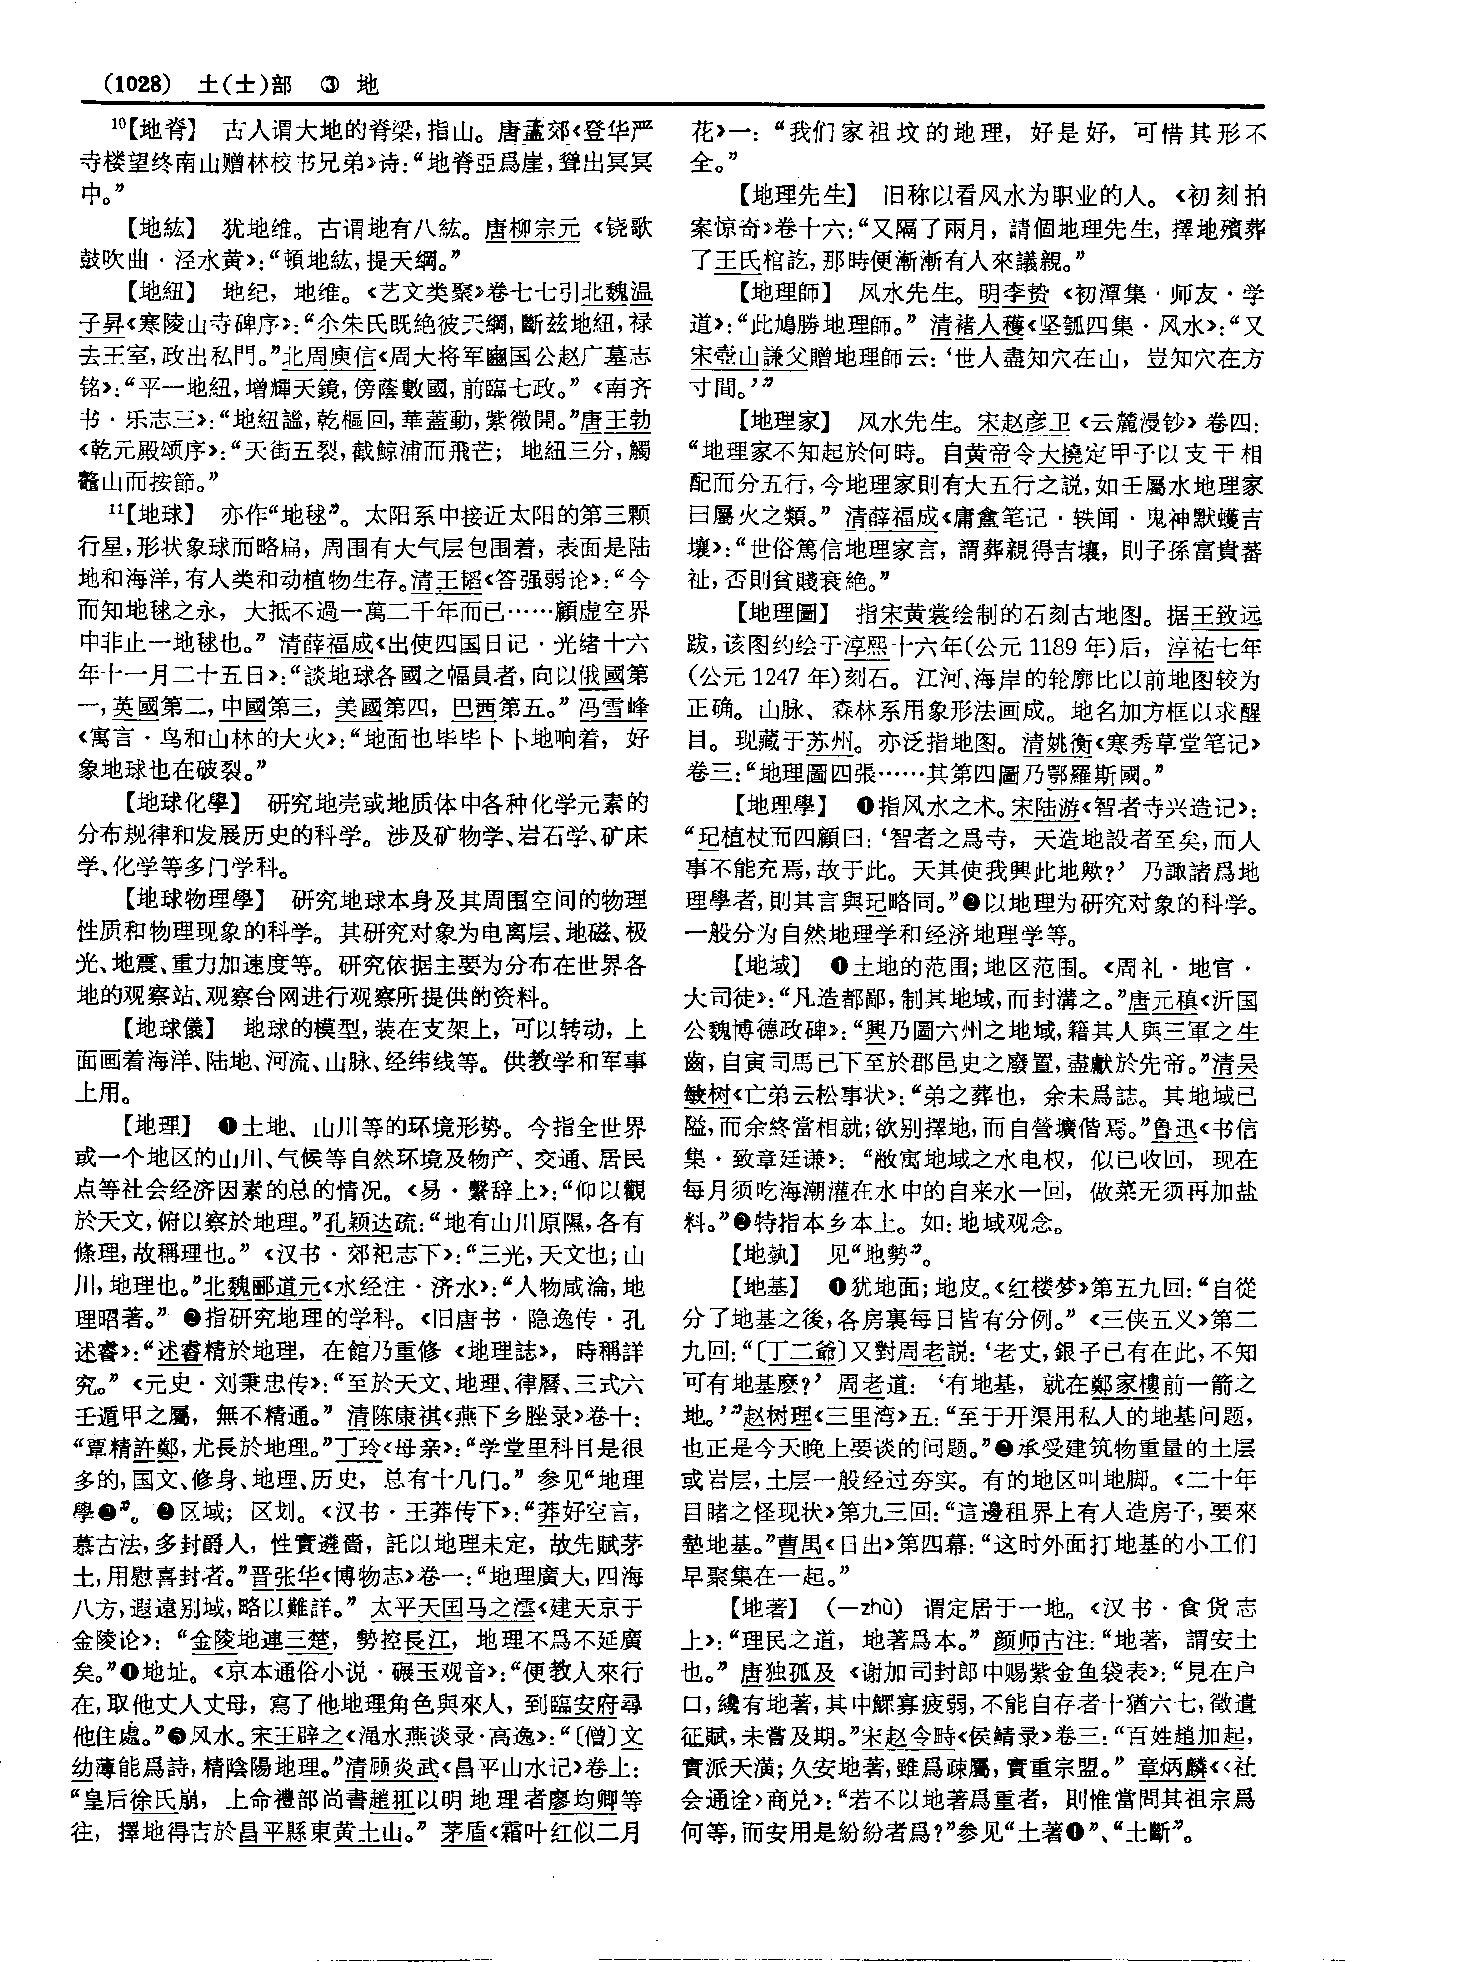 (1028) 土(士)部 ③ 地
¹⁰【地脊】 古人谓大地的脊梁,指山。唐孟郊《登华严
寺楼望终南山赠林校书兄弟》诗:“地脊亞爲崖,聳出冥冥
中。”
【地紘】 犹地维。古谓地有八紘。唐柳宗元《铙歌
鼓吹曲·泾水黄》:“頓地紘,提天綱。”
【地紐】 地纪,地维。《艺文类聚》卷七七引北魏温
子昇《寒陵山寺碑序》:“尒朱氏既絶彼天綱,斷兹地紐,禄
去王室,政出私門。”北周庾信《周大将军豳国公赵广墓志
铭》:“平一地紐,增輝天鏡,傍蔭數國,前臨七政。”《南齐
书·乐志三》:“地紐謐,乾樞回,華蓋動,紫微開。”唐王勃
《乾元殿颂序》:“天街五裂,截鲸浦而飛芒; 地紐三分,觸
鼇山而按節。”
¹¹【地球】 亦作“地毬”。太阳系中接近太阳的第三颗
行星,形状象球而略扁,周围有大气层包围着,表面是陆
地和海洋,有人类和动植物生存。清王韬《答强弱论》:“今
而知地毬之永,大抵不過一萬二千年而已……顧虚空界
中非止一地毬也。”清薛福成《出使四国日记·光绪十六
年十一月二十五日》:“談地球各國之幅員者,向以俄國第
一,英國第二,中國第三,美國第四,巴西第五。”冯雪峰
《寓言·鸟和山林的大火》:“地面也毕毕卜卜地响着,好
象地球也在破裂。”
【地球化學】 研究地壳或地质体中各种化学元素的
分布规律和发展历史的科学。涉及矿物学、岩石学、矿床
学、化学等多门学科。
【地球物理學】 研究地球本身及其周围空间的物理
性质和物理现象的科学。其研究对象为电离层、地磁、极
光、地震、重力加速度等。研究依据主要为分布在世界各
地的观察站、观察台网进行观察所提供的资料。
【地球儀】 地球的模型,装在支架上,可以转动,上
面画着海洋、陆地、河流、山脉、经纬线等。供教学和军事
上用。
【地理】 ❶土地、山川等的环境形势。今指全世界
或一个地区的山川、气候等自然环境及物产、交通、居民
点等社会经济因素的总的情况。《易·繫辞上》:“仰以觀
於天文,俯以察於地理。”孔颖达疏:“地有山川原隰,各有
條理,故稱理也。”《汉书·郊祀志下》:“三光,天文也;山
川,地理也。”北魏郦道元《水经注·济水》:“人物咸淪,地
理昭著。”❷指研究地理的学科。《旧唐书·隐逸传·孔
述睿》:“述睿精於地理,在館乃重修《地理誌》,時稱詳
究。”《元史·刘秉忠传》:“至於天文、地理、律曆、三式六
壬遁甲之屬,無不精通。”清陈康祺《燕下乡脞录》卷十:
“覃精許鄭,尤長於地理。”丁玲《母亲》:“学堂里科目是很
多的,国文、修身、地理、历史,总有十几门。”参见“地理
學❷”。❸区域;区划。《汉书·王莽传下》:“莽好空言,
慕古法,多封爵人,性實遴嗇,託以地理未定,故先賦茅
土,用慰喜封者。”晋张华《博物志》卷一:“地理廣大,四海
八方,遐遠别域,略以難詳。”太平天囯马之澐《建天京于
金陵论》:“金陵地連三楚,勢控長江,地理不爲不延廣
矣。”❹地址。《京本通俗小说·碾玉观音》:“便教人來行
在,取他丈人丈母,寫了他地理角色與來人,到臨安府尋
他住處。”❺风水。宋王辟之《渑水燕谈录·高逸》:“〔僧〕文
幼薄能爲詩,精陰陽地理。”清顾炎武《昌平山水记》卷上:
“皇后徐氏崩,上命禮部尚書趙羾以明地理者廖均卿等
往,擇地得吉於昌平縣東黄土山。”茅盾《霜叶红似二月
花》一:“我们家祖坟的地理,好是好,可惜其形不
全。”
【地理先生】 旧称以看风水为职业的人。《初刻拍
案惊奇》卷十六:“又隔了兩月,請個地理先生,擇地殯葬
了王氏棺訖,那時便漸漸有人來議親。”
【地理師】 风水先生。明李贽《初潭集·师友·学
道》:“此鳩勝地理師。”清褚人穫《坚瓠四集·风水》:“又
宋壺山謙父贈地理師云:‘世人盡知穴在山,豈知穴在方
寸間。’”
【地理家】 风水先生。宋赵彦卫《云麓漫钞》卷四:
“地理家不知起於何時。自黄帝令大撓定甲子以支干相
配而分五行,今地理家則有大五行之説,如壬屬水地理家
曰屬火之類。”清薛福成《庸盦笔记·轶闻·鬼神默蠖吉
壤》:“世俗篤信地理家言,謂葬親得吉壤,則子孫富貴蕃
祉,否則貧賤衰絶。”
【地理圖】 指宋黄裳绘制的石刻古地图。据王致远
跋,该图约绘于淳熙十六年(公元1189年)后,淳祐七年
(公元1247年)刻石。江河、海岸的轮廓比以前地图较为
正确。山脉、森林系用象形法画成。地名加方框以求醒
目。现藏于苏州。亦泛指地图。清姚衡《寒秀草堂笔记》
卷三:“地理圖四張……其第四圖乃鄂羅斯國。”
【地理學】 ❶指风水之术。宋陆游《智者寺兴造记》:
“玘植杖而四顧曰:‘智者之爲寺,天造地設者至矣,而人
事不能充焉,故于此。天其使我興此地歟?’乃諏諸爲地
理學者,則其言與玘略同。”❷以地理为研究对象的科学。
一般分为自然地理学和经济地理学等。
【地域】 ❶土地的范围;地区范围。《周礼·地官·
大司徒》:“凡造都鄙,制其地域,而封溝之。”唐元稹《沂国
公魏博德政碑》:“興乃圖六州之地域,籍其人與三軍之生
齒,自寅司馬已下至於郡邑吏之廢置,盡獻於先帝。”清吴
敏树《亡弟云松事状》:“弟之葬也,余未爲誌。其地域已
隘,而余終當相就;欲别擇地,而自營壙偕焉。”鲁迅《书信
集·致章廷谦》:“敝寓地域之水电权,似已收回,现在
每月须吃海潮灌在水中的自来水一回,做菜无须再加盐
料。”❷特指本乡本土。如:地域观念。
【地埶】 见“地勢”。
【地基】 ❶犹地面;地皮。《红楼梦》第五九回:“自從
分了地基之後,各房裏每日皆有分例。”《三侠五义》第二
九回:“〔丁二爺〕又對周老説:‘老丈,銀子已有在此,不知
可有地基麽?’周老道:‘有地基,就在鄭家樓前一箭之
地。’”赵树理《三里湾》五:“至于开渠用私人的地基问题,
也正是今天晚上要谈的问题。”❷承受建筑物重量的土层
或岩层,土层一般经过夯实。有的地区叫地脚。《二十年
目睹之怪现状》第九三回:“這邊租界上有人造房子,要來
墊地基。”曹禺《日出》第四幕:“这时外面打地基的小工们
早聚集在一起。”
【地著】 (—zhù) 谓定居于一地。《汉书·食货志
上》:“理民之道,地著爲本。”颜师古注:“地著,謂安土
也。”唐独孤及《谢加司封郎中赐紫金鱼袋表》:“見在户
口,纔有地著,其中鰥寡疲弱,不能自存者十猶六七,徵遣
征賦,未嘗及期。”宋赵令畤《侯鲭录》卷三:“百姓趙加起,
實派天潢;久安地著,雖爲疎屬,實重宗盟。”章炳麟《〈社
会通诠〉商兑》:“若不以地著爲重者,則惟當問其祖宗爲
何等,而安用是紛紛者爲?”参见“土著❶”、“土斷”。